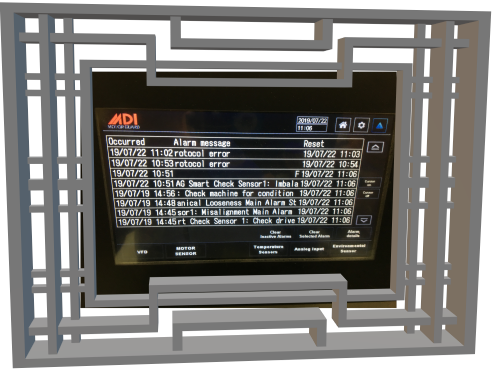 MDI
MOTOR DIAG
2019/07/22
11:06
Occurred Alarm message Reset
19/07/22 11:02 rotocol error 19/07/22 11:03
19/07/22 10:53 rotocol error 19/07/22 10:54
19/07/22 10:51 F 19/07/22 11:06
19/07/22 10:51 AG Smart Check Sensor1: Imbala 19/07/22 11:06
19/07/19 14:56 : Check machine for condition 19/07/22 11:06
19/07/19 14:48 anical Looseness Main Alarm St 19/07/22 11:06
19/07/19 14:45 sor1: Misalignment Main Alarm 19/07/22 11:06
19/07/19 14:45 rt Check Sensor 1: Check drive 19/07/22 11:06
Clear Inactive Alarms
Clear Selected Alarm
Alarm details
VFD
MOTOR SENSOR
Temperature Sensors
Analog Input
Environmental Sensor